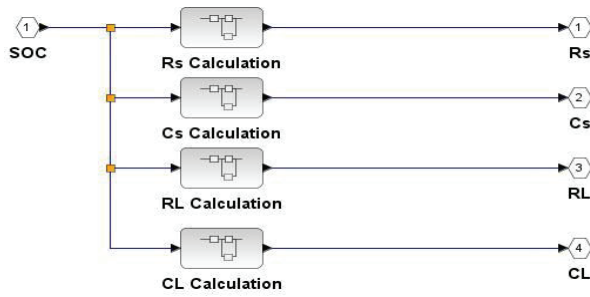 1
SOC
Rs Calculation
1
Rs
Cs Calculation
2
Cs
RL Calculation
3
RL
CL Calculation
4
CL